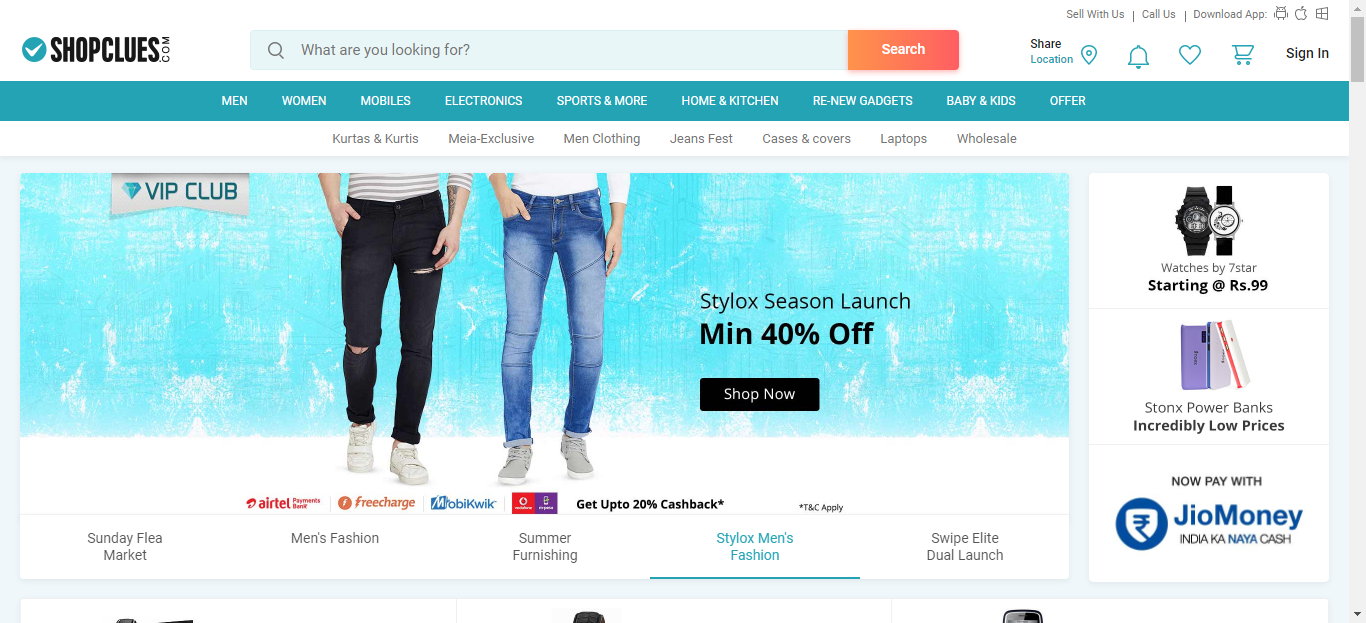 Sell With Us | Call Us | Download App:
SHOPCLUES.COM
What are you looking for?
Search
Share
Location
Sign In
MEN WOMEN MOBILES ELECTRONICS SPORTS & MORE HOME & KITCHEN RE-NEW GADGETS BABY & KIDS OFFER
Kurtas & Kurtis Meia-Exclusive Men Clothing Jeans Fest Cases & covers Laptops Wholesale
VIP CLUB
Stylox Season Launch
Min 40% Off
Shop Now
airtel Payments Bank freecharge MobiKwik Get Upto 20% Cashback* *T&C Apply
Sunday Flea
Market
Men's Fashion
Summer
Furnishing
Stylox Men's
Fashion
Swipe Elite
Dual Launch
Watches by 7star
Starting @ Rs.99
Stonx Power Banks
Incredibly Low Prices
NOW PAY WITH
JioMoney
INDIA KA NAYA CASH